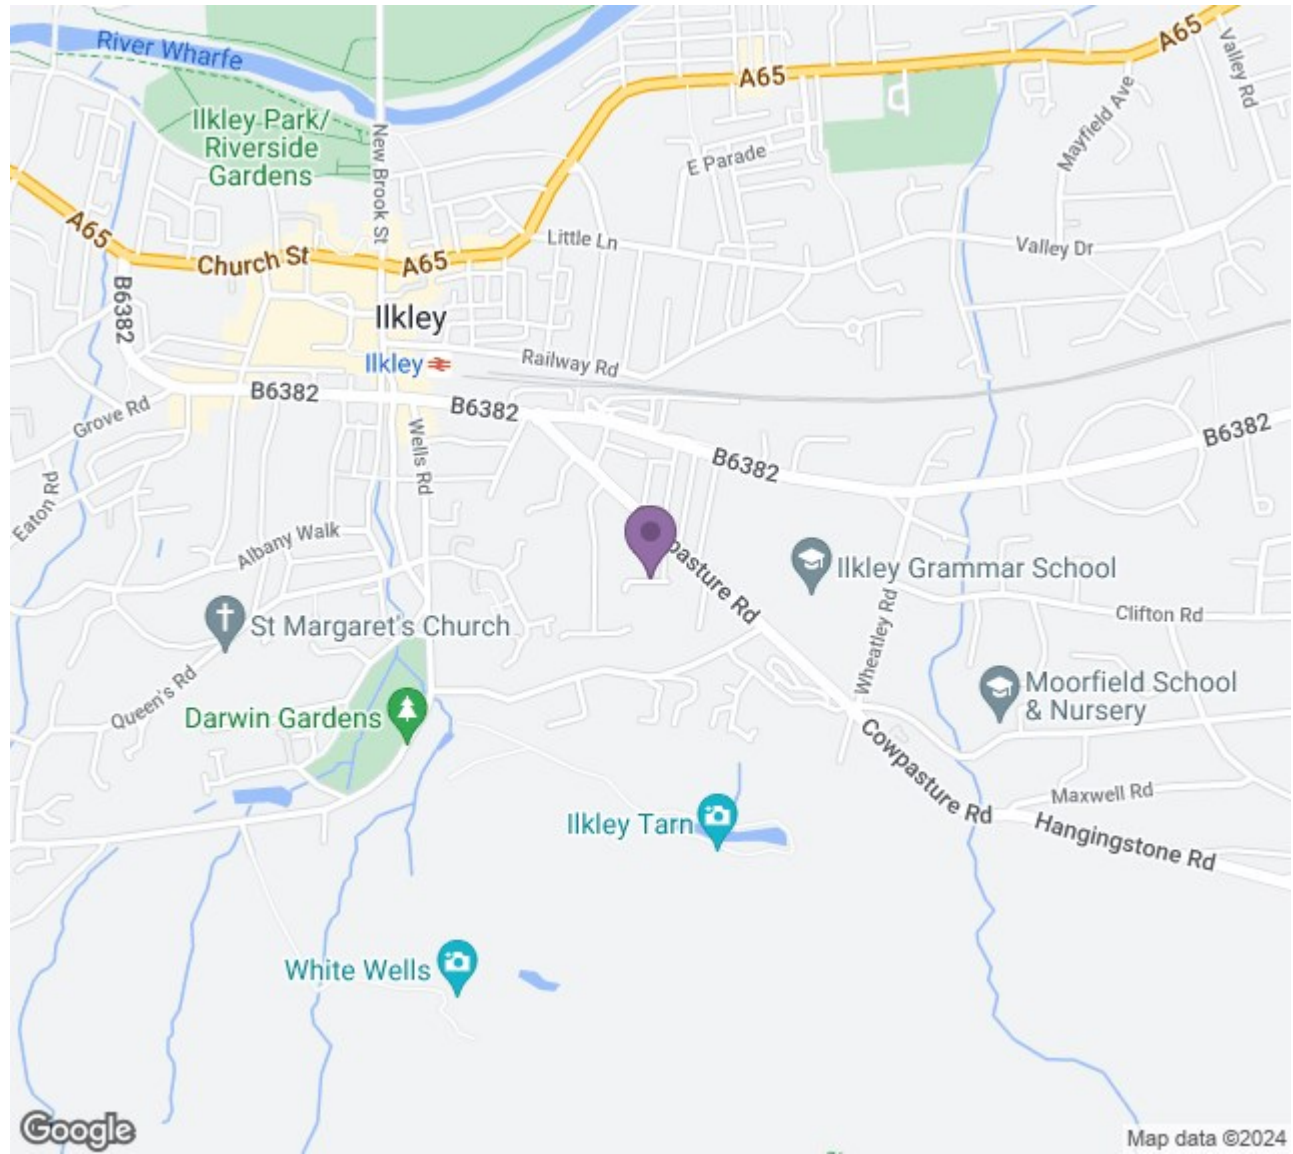 A65
River Wharfe
Valley Rd
A65
Mayfield Ave
Ilkley Park/
Riverside
Gardens
New Brook St
E Parade
A65
Church St
A65
Little Ln
Valley Dr
B6382
Ilkley
Ilkley
Railway Rd
B6382
B6382
Grove Rd
B6382
B6382
Wells Rd
Eaton Rd
Albany Walk
pasture Rd
Ilkley Grammar School
Wheatley Rd
Clifton Rd
St Margaret's Church
Queen's Rd
Moorfield School
& Nursery
Darwin Gardens
Cowpasture Rd
Maxwell Rd
Ilkley Tarn
Hangingstone Rd
White Wells
Google
Map data ©2024